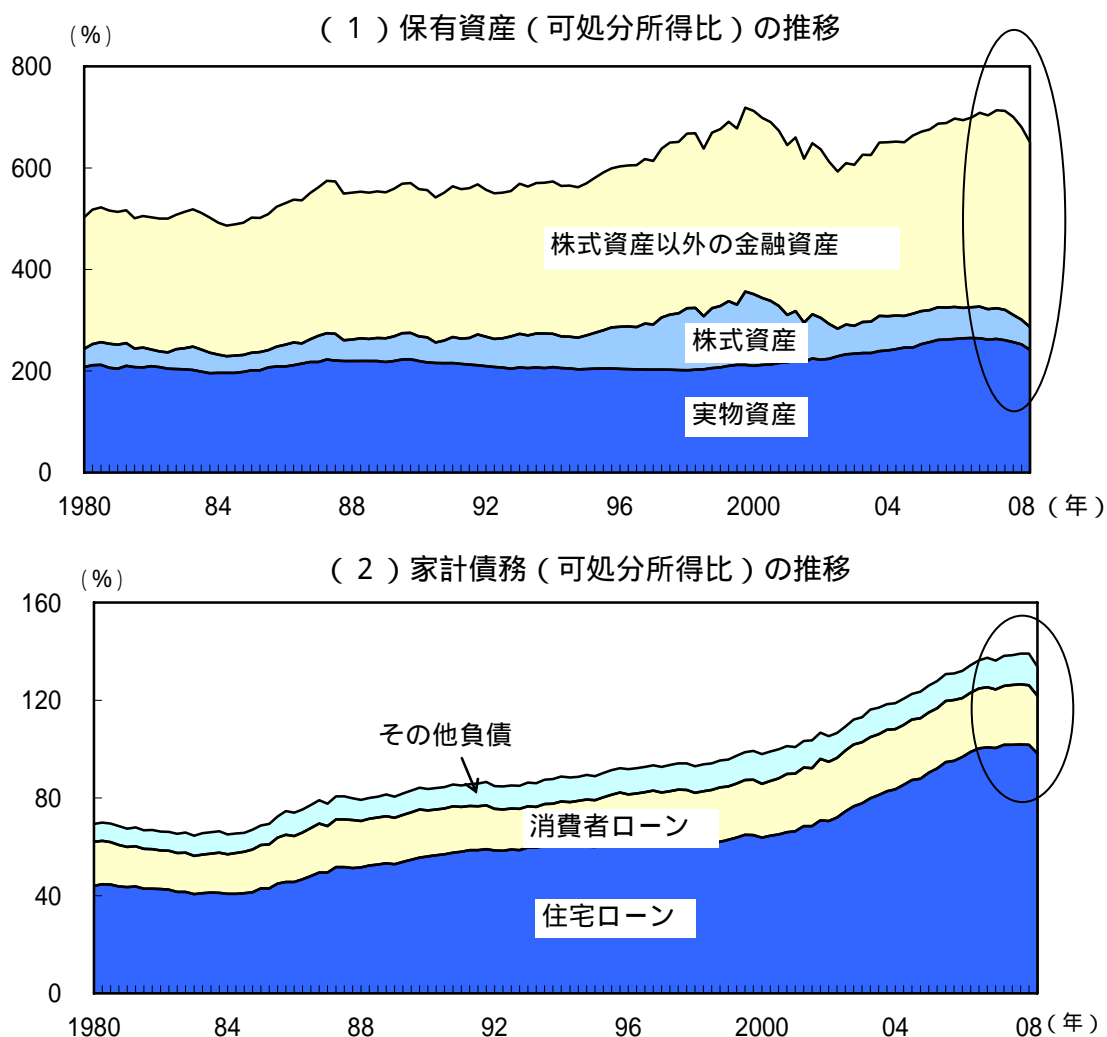 (1)保有資産(可処分所得比)の推移
(%)
800
600
400
200
0
株式資産以外の金融資産
株式資産
実物資産
1980 84 88 92 96 2000 04 08 (年)
(2)家計債務(可処分所得比)の推移
(%)
160
120
80
40
0
その他負債
消費者ローン
住宅ローン
1980 84 88 92 96 2000 04 08 (年)